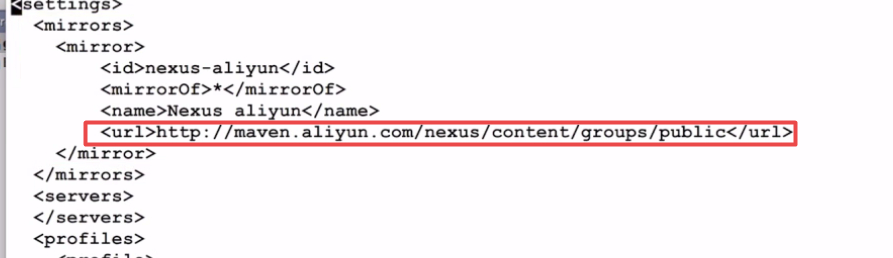 <settings>
<mirrors>
<mirror>
<id>nexus-aliyun</id>
<mirrorOf>*</mirrorOf>
<name>Nexus aliyun</name>
<url>http://maven.aliyun.com/nexus/content/groups/public</url>
</mirror>
</mirrors>
<servers>
</servers>
<profiles>
<profile>